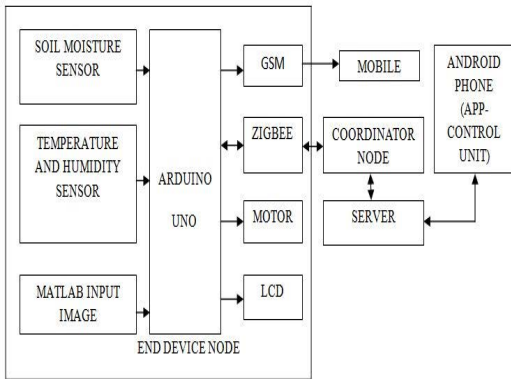 SOIL MOISTURE
SENSOR
TEMPERATURE
AND HUMIDITY
SENSOR
MATLAB INPUT
IMAGE
ARDUINO
UNO
GSM
ZIGBEE
MOTOR
LCD
END DEVICE NODE
MOBILE
COORDINATOR
NODE
SERVER
ANDROID
PHONE
(APP-
CONTROL
UNIT)